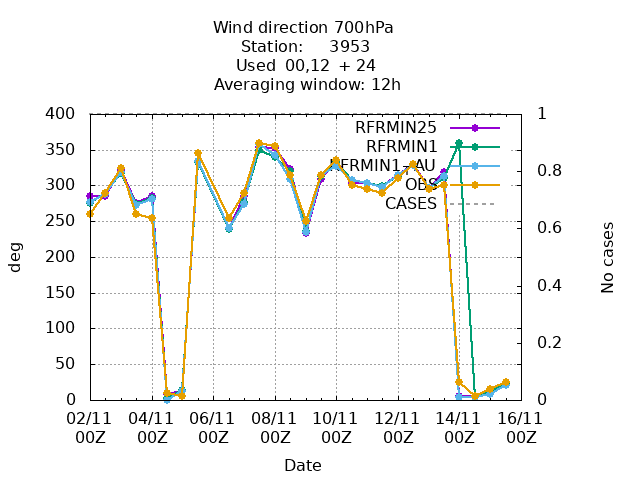 Wind direction 700hPa
Station: 3953
Used 00,12 + 24
Averaging window: 12h
400
350
300
250
200
150
100
50
0
deg
1
0.8
0.6
0.4
0.2
0
No cases
RFRMIN25
RFRMIN1
RFRMIN1-AU
OBS
CASES
02/11 04/11 06/11 08/11 10/11 12/11 14/11 16/11
00Z 00Z 00Z 00Z 00Z 00Z 00Z 00Z
Date